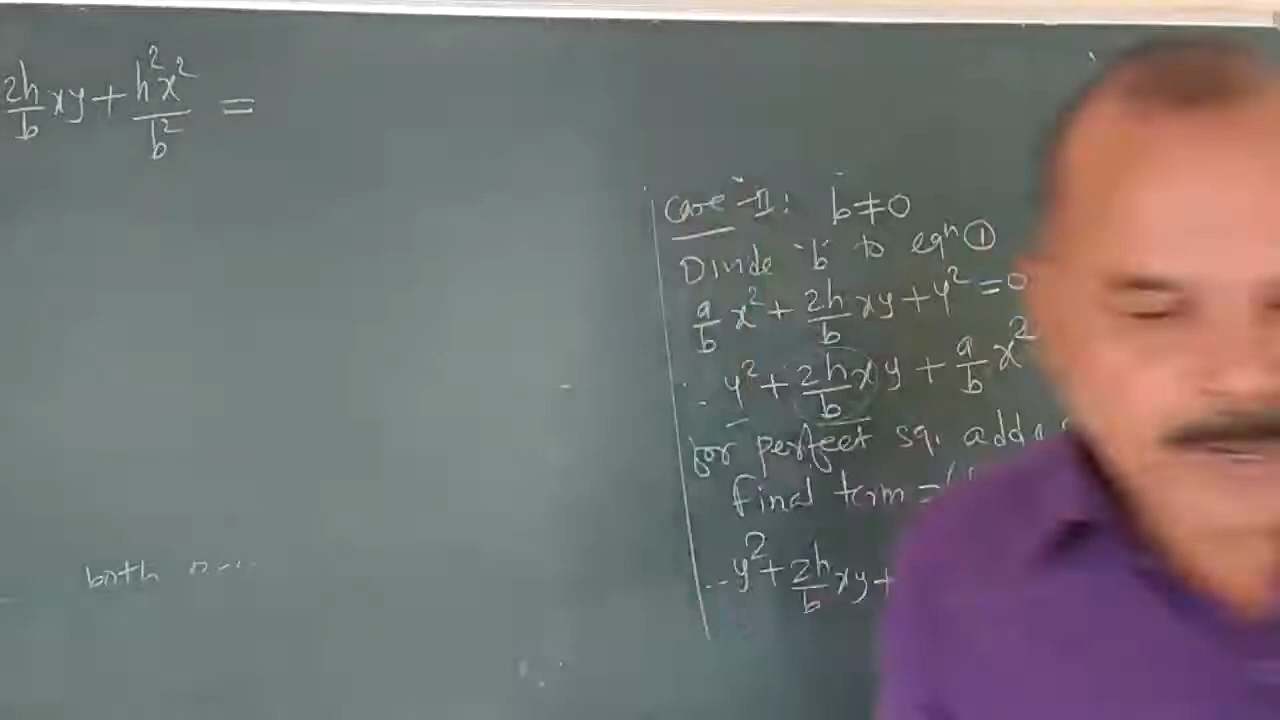 2h/b xy + h²x²/b² =
Case-II: b≠0
Divide 'b' to eqⁿ ①
a/b x² + 2h/b xy + y² = 0
y² + 2h/b xy + a/b x²
for perfect sq. add
final term =
y² + 2h/b xy +
both